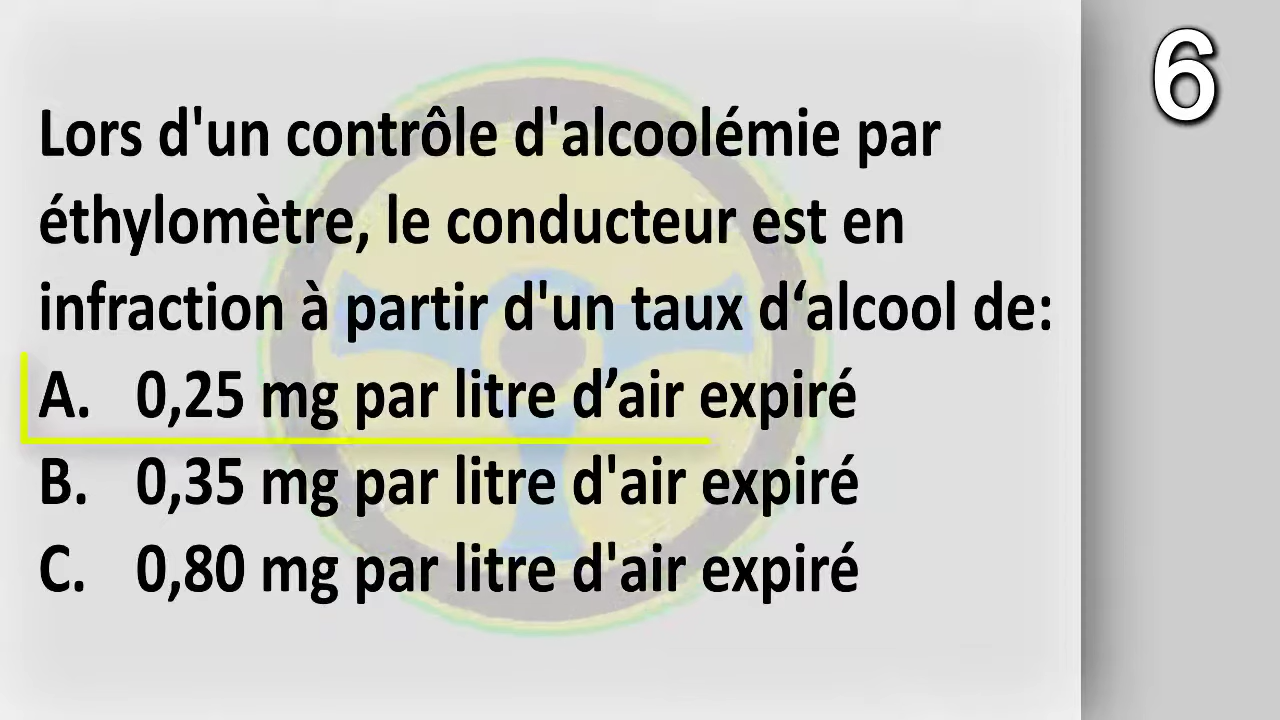 6
Lors d'un contrôle d'alcoolémie par
éthylomètre, le conducteur est en
infraction à partir d'un taux d‘alcool de:
A. 0,25 mg par litre d’air expiré
B. 0,35 mg par litre d'air expiré
C. 0,80 mg par litre d'air expiré